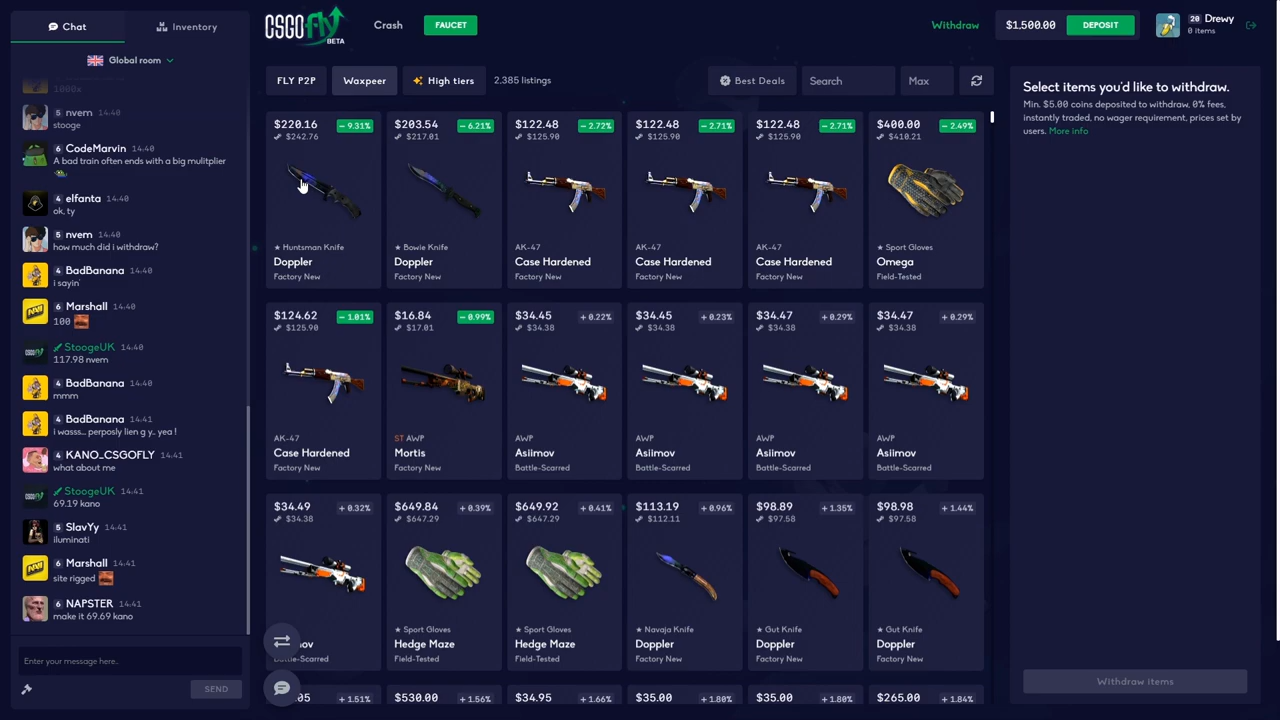 Chat
Inventory
Global room
1000x
5 nvem 14.40
stooge
6 CodeMarvin 14.40
A bad train often ends with a big mulitplier
4 elfanta 14.40
ok, ty
5 nvem 14.40
how much did i withdraw?
4 BadBanana 14.40
i sayin'
6 Marshall 14.40
100
StoogeUK 14.40
117.98 nvem
4 BadBanana 14.40
mmm
4 BadBanana 14.41
i wasss... perposly lien g y.. yea !
4 KANO_CSGOFLY 14.41
what about me
StoogeUK 14.41
69.19 kano
5 SlavYy 14.41
iluminati
6 Marshall 14.41
site rigged
6 NAPSTER 14.41
make it 69.69 kano
Enter your message here..
SEND
CSGOfly
BETA
Crash
FAUCET
Withdraw
$1,500.00
DEPOSIT
20 Drewy
0 items
FLY P2P
Waxpeer
High tiers
2,385 listings
Best Deals
Search
Max
$220.16 - 9.31%
$242.76
★ Huntsman Knife
Doppler
Factory New
$203.54 - 6.21%
$217.01
★ Bowie Knife
Doppler
Factory New
$122.48 - 2.72%
$125.90
AK-47
Case Hardened
Factory New
$122.48 - 2.71%
$125.90
AK-47
Case Hardened
Factory New
$122.48 - 2.71%
$125.90
AK-47
Case Hardened
Factory New
$400.00 - 2.49%
$410.21
★ Sport Gloves
Omega
Field-Tested
$124.62 - 1.01%
$125.90
AK-47
Case Hardened
Factory New
$16.84 - 0.99%
$17.01
ST AWP
Mortis
Factory New
$34.45 + 0.22%
$34.38
AWP
Asiimov
Battle-Scarred
$34.45 + 0.23%
$34.38
AWP
Asiimov
Battle-Scarred
$34.47 + 0.29%
$34.38
AWP
Asiimov
Battle-Scarred
$34.47 + 0.29%
$34.38
AWP
Asiimov
Battle-Scarred
$34.49 + 0.32%
$34.38
$649.84 + 0.39%
$647.29
★ Sport Gloves
Hedge Maze
Field-Tested
$649.92 + 0.41%
$647.29
★ Sport Gloves
Hedge Maze
Field-Tested
$113.19 + 0.96%
$112.11
★ Navaja Knife
Doppler
Factory New
$98.89 + 1.35%
$97.58
★ Gut Knife
Doppler
Factory New
$98.98 + 1.44%
$97.58
★ Gut Knife
Doppler
Factory New
+ 1.51%
$530.00 + 1.56%
$34.95 + 1.66%
$35.00 + 1.80%
$35.00 + 1.80%
$265.00 + 1.84%
Select items you'd like to withdraw.
Min. $5.00 coins deposited to withdraw, 0% fees,
instantly traded, no wager requirement, prices set by
users. More info
Withdraw items